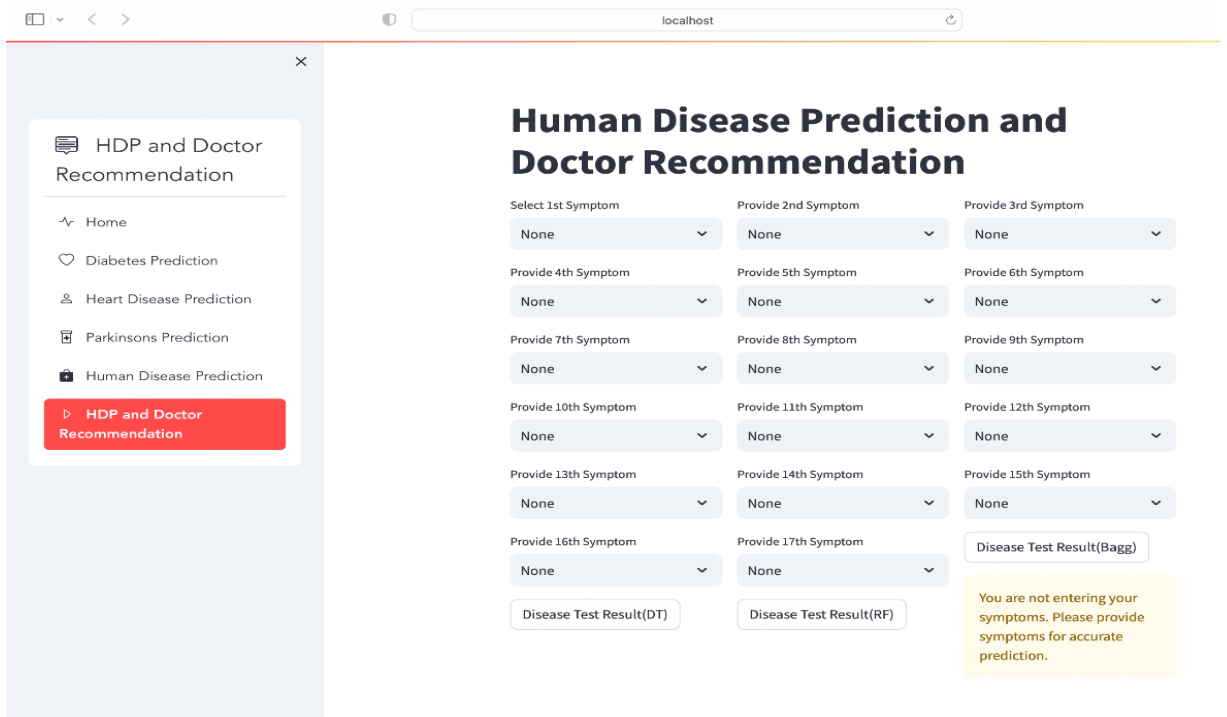 localhost
HDP and Doctor
Recommendation
Home
Diabetes Prediction
Heart Disease Prediction
Parkinsons Prediction
Human Disease Prediction
HDP and Doctor
Recommendation
Human Disease Prediction and
Doctor Recommendation
Select 1st Symptom
None
Provide 2nd Symptom
None
Provide 3rd Symptom
None
Provide 4th Symptom
None
Provide 5th Symptom
None
Provide 6th Symptom
None
Provide 7th Symptom
None
Provide 8th Symptom
None
Provide 9th Symptom
None
Provide 10th Symptom
None
Provide 11th Symptom
None
Provide 12th Symptom
None
Provide 13th Symptom
None
Provide 14th Symptom
None
Provide 15th Symptom
None
Provide 16th Symptom
None
Provide 17th Symptom
None
Disease Test Result(Bagg)
Disease Test Result(DT)
Disease Test Result(RF)
You are not entering your
symptoms. Please provide
symptoms for accurate
prediction.